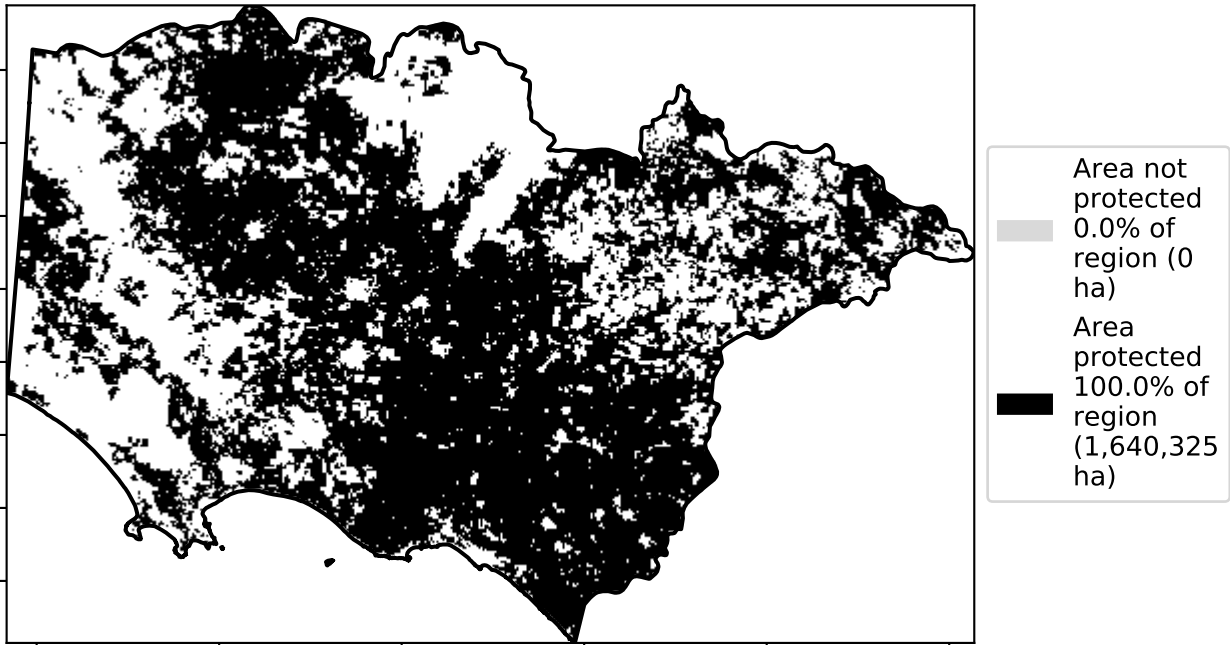 Area not
protected
0.0% of
region (0
ha)
Area
protected
100.0% of
region
(1,640,325
ha)